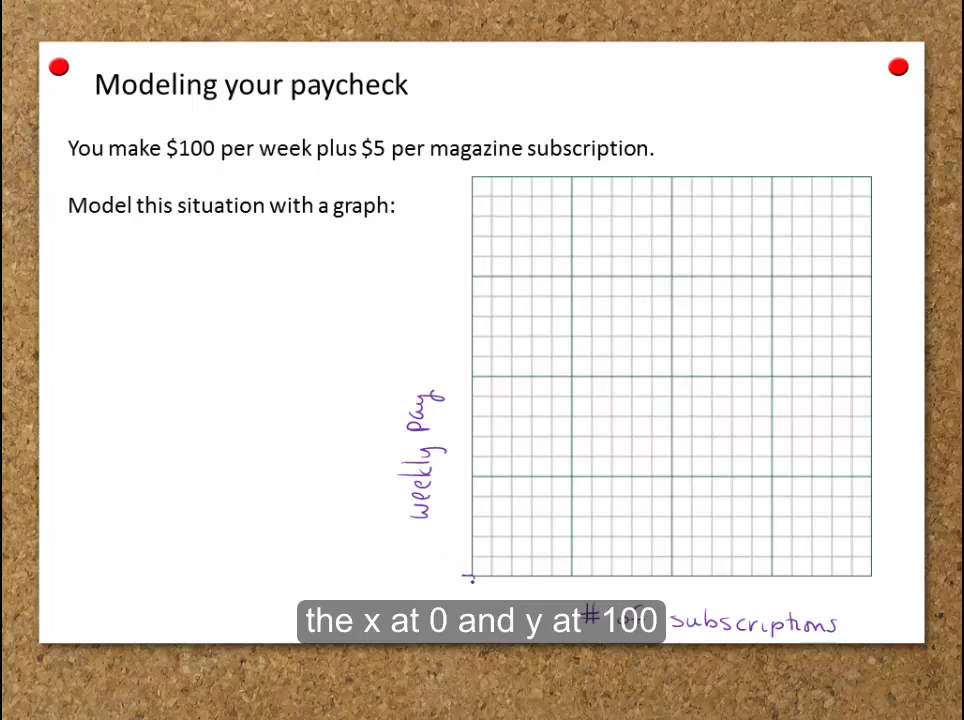 Modeling your paycheck
You make $100 per week plus $5 per magazine subscription.
Model this situation with a graph:
weekly pay
# of subscriptions
the x at 0 and y at 100